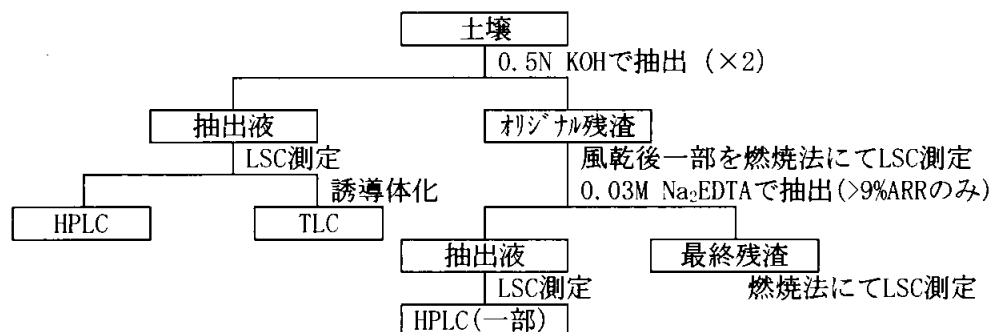 土壌
0.5N KOHで抽出 (×2)
抽出液
ｵﾘｼﾞﾅﾙ残渣
LSC測定
風乾後一部を燃焼法にてLSC測定
誘導体化
0.03M Na₂EDTAで抽出(>9%ARRのみ)
HPLC
TLC
抽出液
最終残渣
LSC測定
燃焼法にてLSC測定
HPLC(一部)